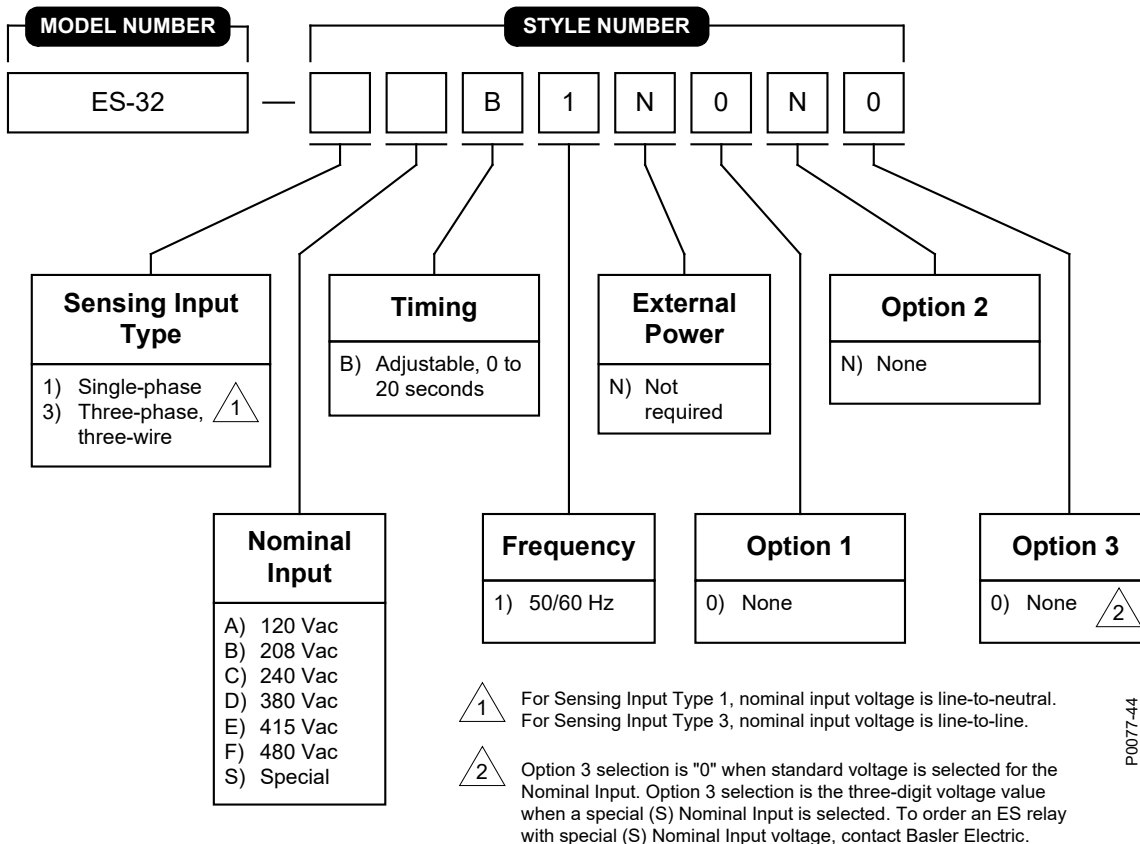 MODEL NUMBER
STYLE NUMBER
ES-32 — B 1 N 0 N 0
Sensing Input
Type
1) Single-phase
3) Three-phase,
three-wire
1
Timing
B) Adjustable, 0 to
20 seconds
External
Power
N) Not
required
Option 2
N) None
Nominal
Input
A) 120 Vac
B) 208 Vac
C) 240 Vac
D) 380 Vac
E) 415 Vac
F) 480 Vac
S) Special
Frequency
1) 50/60 Hz
Option 1
0) None
Option 3
0) None
2
1
For Sensing Input Type 1, nominal input voltage is line-to-neutral.
For Sensing Input Type 3, nominal input voltage is line-to-line.
2
Option 3 selection is "0" when standard voltage is selected for the
Nominal Input. Option 3 selection is the three-digit voltage value
when a special (S) Nominal Input is selected. To order an ES relay
with special (S) Nominal Input voltage, contact Basler Electric.
P0077-44